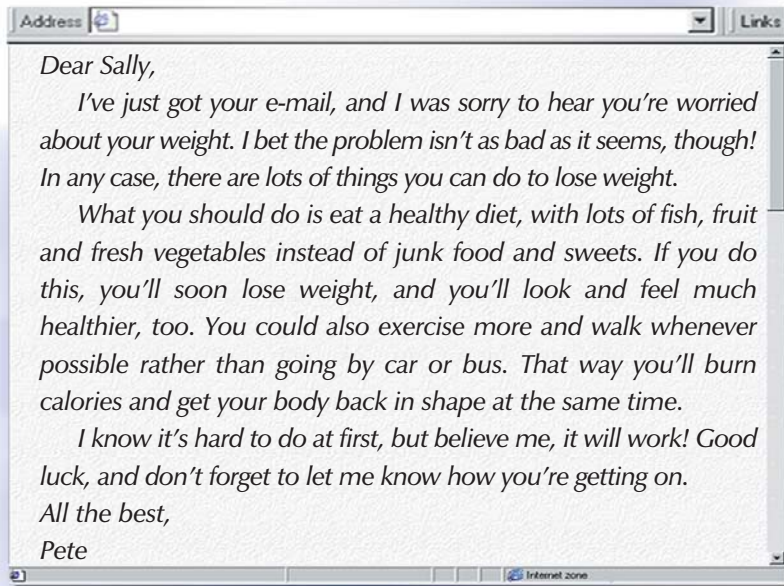 Address
Links
Dear Sally,
I've just got your e-mail, and I was sorry to hear you're worried
about your weight. I bet the problem isn't as bad as it seems, though!
In any case, there are lots of things you can do to lose weight.
What you should do is eat a healthy diet, with lots of fish, fruit
and fresh vegetables instead of junk food and sweets. If you do
this, you'll soon lose weight, and you'll look and feel much
healthier, too. You could also exercise more and walk whenever
possible rather than going by car or bus. That way you'll burn
calories and get your body back in shape at the same time.
I know it's hard to do at first, but believe me, it will work! Good
luck, and don't forget to let me know how you're getting on.
All the best,
Pete
Internet zone